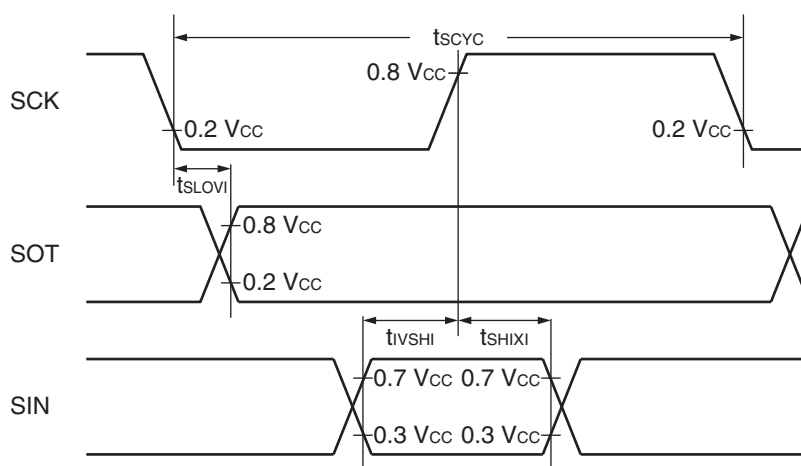 tSCYC
SCK
0.8 VCC
0.2 VCC
0.2 VCC
tSLOVI
SOT
0.8 VCC
0.2 VCC
tIVSHI
tSHIXI
SIN
0.7 VCC
0.7 VCC
0.3 VCC
0.3 VCC